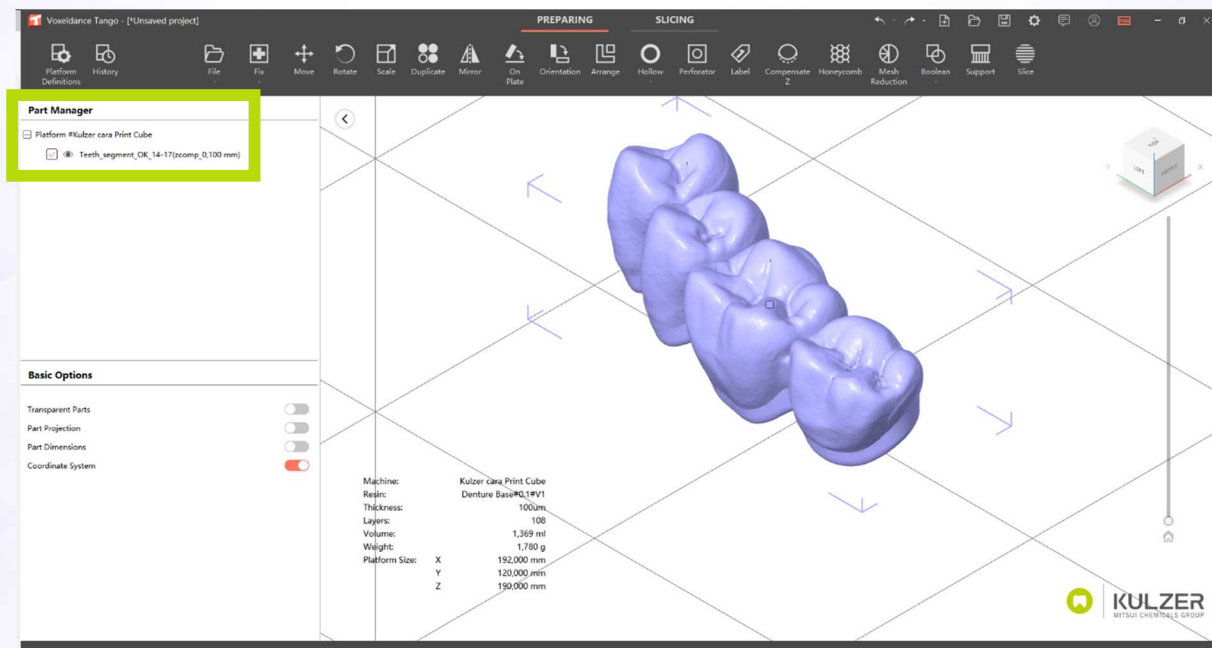 Voxeldance Tango - [*Unsaved project]
PREPARING SLICING
PRO
Platform Definitions
History
File
Fix
Move
Rotate
Scale
Duplicate
Mirror
On Plate
Orientation
Arrange
Hollow
Perforator
Label
Compensate Z
Honeycomb
Mesh Reduction
Boolean
Support
Slice
Part Manager
Platform #Kulzer cara Print Cube
Teeth_segment_OK_14-17(zcomp_0,100 mm)
TOP
LEFT
FRONT
Y
X
Basic Options
Transparent Parts
Part Projection
Part Dimensions
Coordinate System
Machine: Kulzer cara Print Cube
Resin: Denture Base#0.1#V1
Thickness: 100um
Layers: 108
Volume: 1,369 ml
Weight: 1,780 g
Platform Size: X 192,000 mm
Y 120,000 mm
Z 190,000 mm
KULZER
MITSUI CHEMICALS GROUP